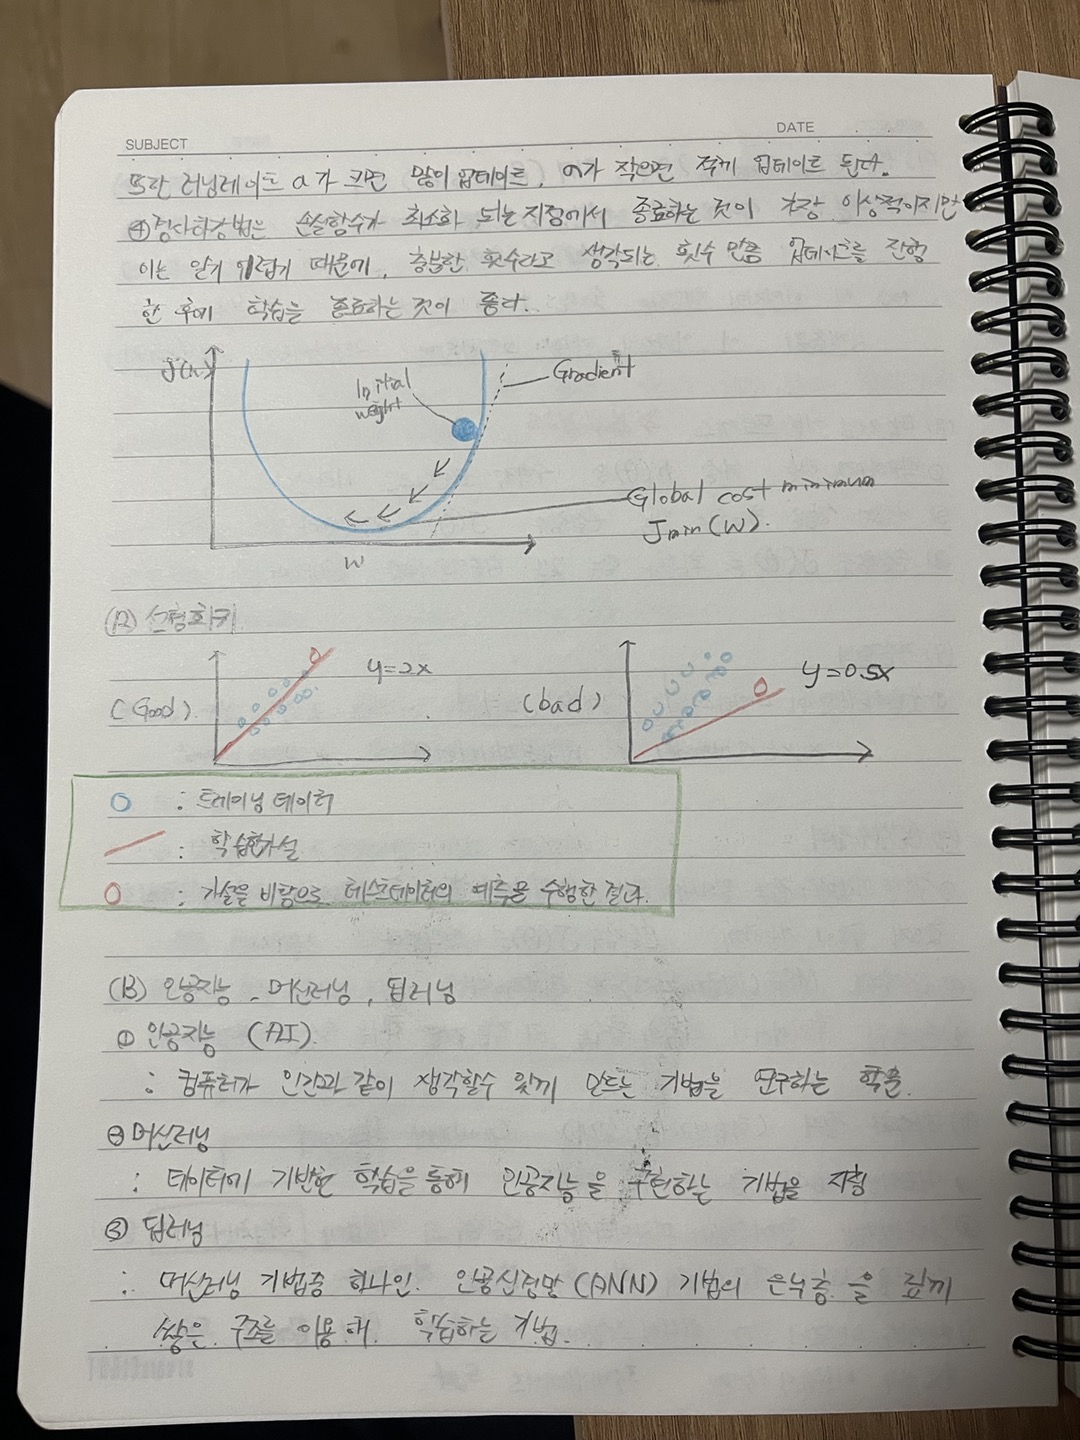 SUBJECT
DATE
또한 러닝레이트 α가 크면 많이 업데이트, α가 작으면 적게 업데이트 된다.
④경사하강법은 손실함수가 최소화 되는 지점에서 종료하는 것이 가장 이상적이지만
이는 알기 어렵기 때문에, 충분한 횟수라고 생각되는 횟수 만큼 업데이트를 진행
한 후에 학습을 종료하는 것이 좋다.
J(w)
Initial
weight
Gradient
Global cost minimum
Jmin(W).
W
(A) 선형회귀
(Good)
y=2x
(bad)
y=0.5x
: 트레이닝 데이터
: 학습한가설
: 가설을 바탕으로 테스트데이터의 예측을 수행한 결과.
(B) 인공지능, 머신러닝, 딥러닝
① 인공지능 (AI).
: 컴퓨터가 인간과 같이 생각할수 있게 만드는 기법을 연구하는 학문.
② 머신러닝
: 데이터에 기반한 학습을 통해 인공지능을 구현하는 기법을 지칭
③ 딥러닝
: 머신러닝 기법중 하나인 인공신경망(ANN) 기법의 은닉층을 깊게
쌓은 구조를 이용해 학습하는 기법.